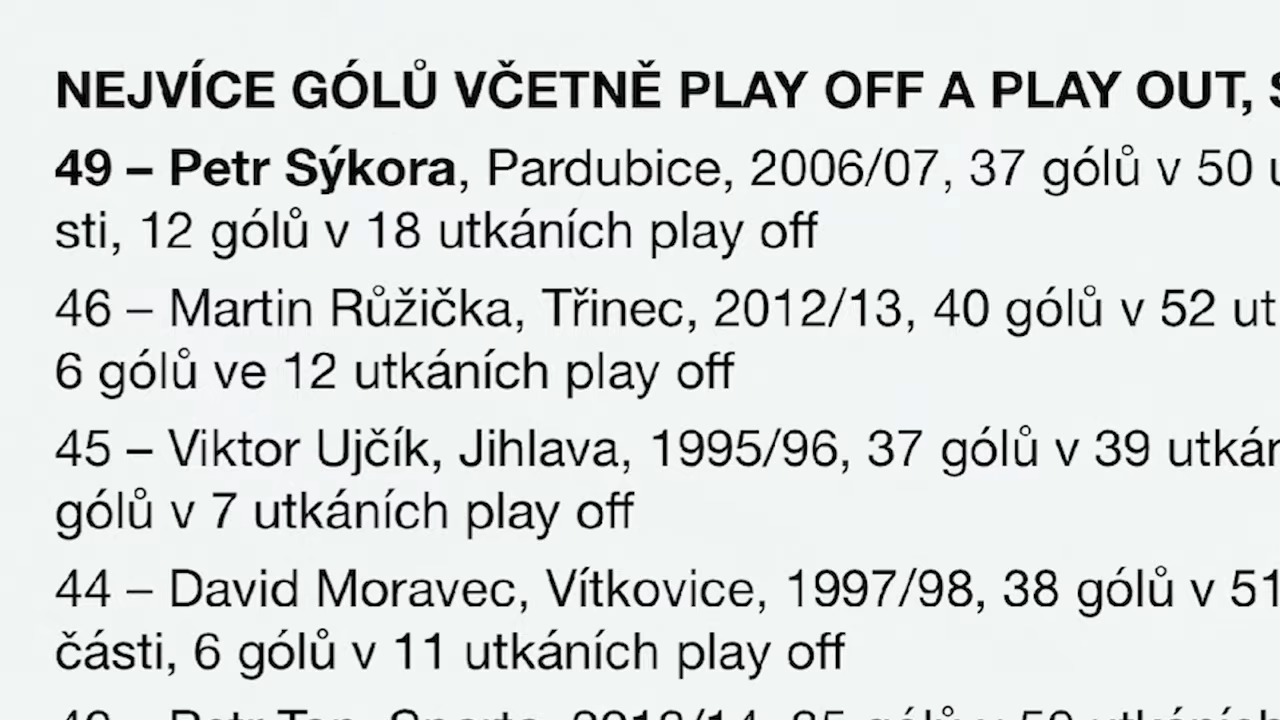 NEJVÍCE GÓLŮ VČETNĚ PLAY OFF A PLAY OUT,
49 – Petr Sýkora, Pardubice, 2006/07, 37 gólů v 50
sti, 12 gólů v 18 utkáních play off
46 – Martin Růžička, Třinec, 2012/13, 40 gólů v 52 ut
6 gólů ve 12 utkáních play off
45 – Viktor Ujčík, Jihlava, 1995/96, 37 gólů v 39 utkán
gólů v 7 utkáních play off
44 – David Moravec, Vítkovice, 1997/98, 38 gólů v 51
části, 6 gólů v 11 utkáních play off